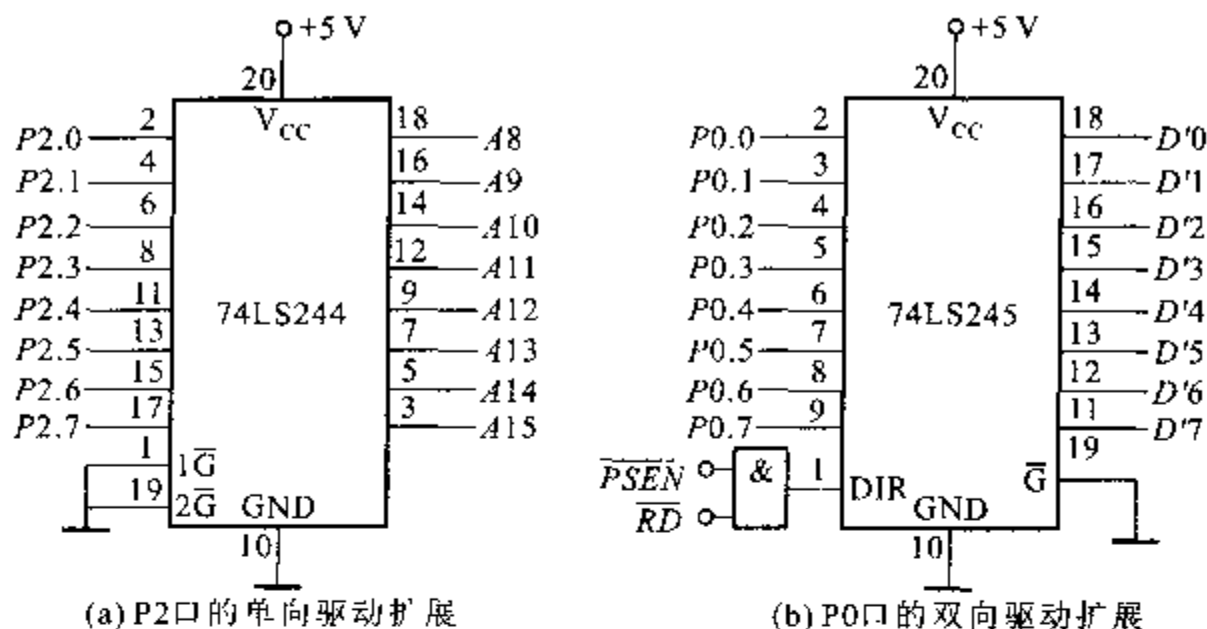 +5 V
20
V_CC
P2.0 2 18 A8
P2.1 4 16 A9
P2.2 6 14 A10
P2.3 8 12 A11
P2.4 11 9 A12
74LS244
P2.5 13 7 A13
P2.6 15 5 A14
P2.7 17 3 A15
1 1G̅
19 2G̅
GND
10
(a) P2口的单向驱动扩展
+5 V
20
V_CC
P0.0 2 18 D'0
P0.1 3 17 D'1
P0.2 4 16 D'2
P0.3 5 15 D'3
P0.4 6 14 D'4
74LS245
P0.5 7 13 D'5
P0.6 8 12 D'6
P0.7 9 11 D'7
P̅S̅E̅N̅ & 1 DIR G̅ 19
R̅D̅
GND
10
(b) P0口的双向驱动扩展